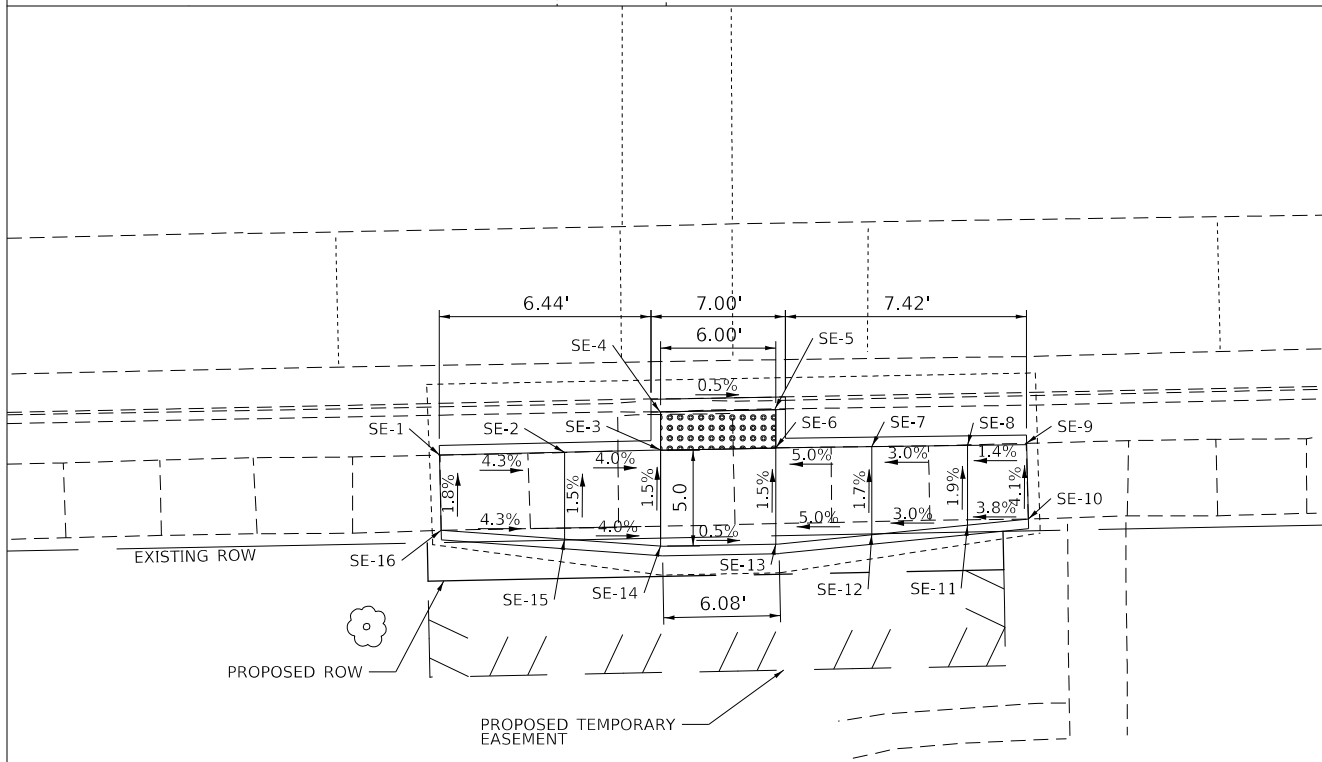 6.44'
7.00'
7.42'
6.00'
SE-4
SE-5
0.5%
SE-1
SE-2
SE-3
SE-6
SE-7
SE-8
SE-9
4.3%
4.0%
5.0%
3.0%
1.4%
1.8%
1.5%
1.5%
5.0
1.5%
1.7%
1.9%
4.1%
SE-10
4.3%
4.0%
0.5%
5.0%
3.0%
3.8%
EXISTING ROW
SE-16
SE-15
SE-14
SE-13
SE-12
SE-11
6.08'
PROPOSED ROW
PROPOSED TEMPORARY
EASEMENT